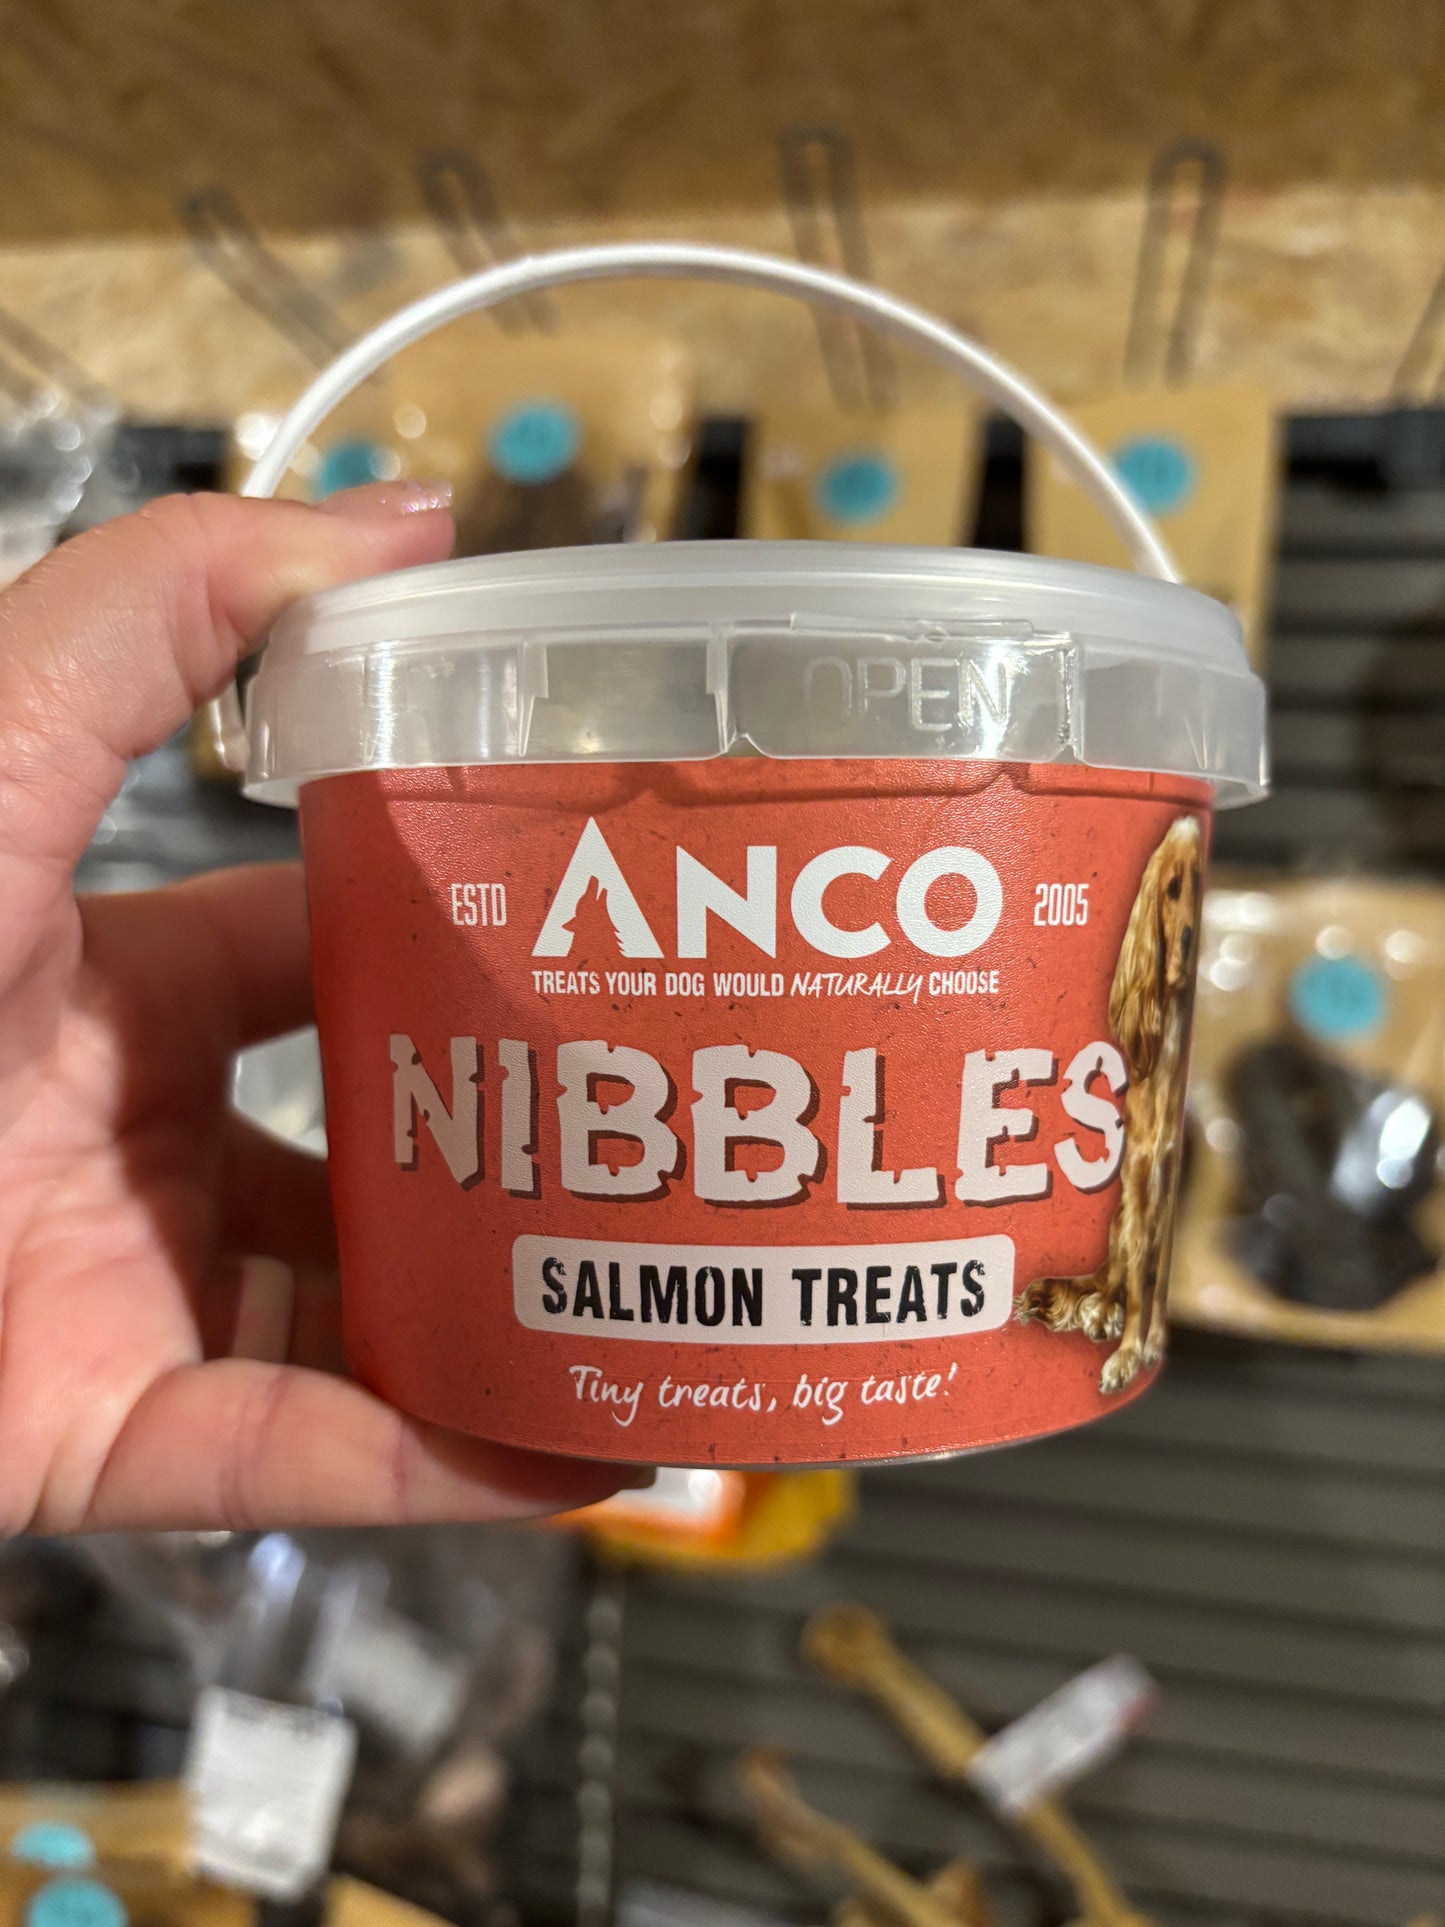 OPEN
ESTD ANCO 2005
TREATS YOUR DOG WOULD NATURALLY CHOOSE
NIBBLES
SALMON TREATS
Tiny treats, big taste!